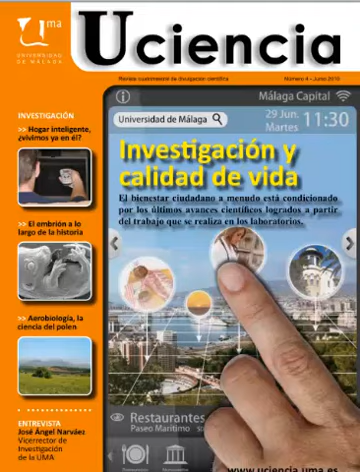 uma
UNIVERSIDAD
DE MÁLAGA
Uciencia
Revista cuatrimestral de divulgación científica
Número 4 - Junio 2010
INVESTIGACIÓN
>> Hogar inteligente,
¿vivimos ya en él?
>> El embrión a lo
largo de la historia
>> Aerobiología, la
ciencia del polen
ENTREVISTA
José Ángel Narváez
Vicerrector de
Investigación
de la UMA
Málaga Capital
Universidad de Málaga
29 Jun.
Martes
11:30
Investigación y
calidad de vida
El bienestar ciudadano a menudo está condicionado
por los últimos avances científicos logrados a partir
del trabajo que se realiza en los laboratorios.
Restaurantes
Paseo Marítimo
www.uciencia.uma.es